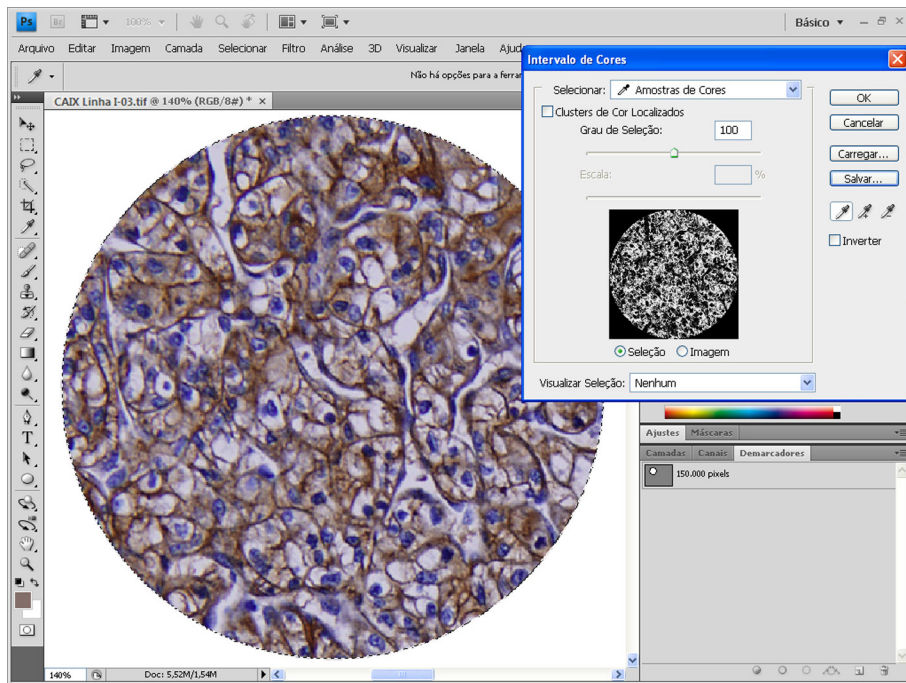 Ps Br 100% Básico
Arquivo Editar Imagem Camada Selecionar Filtro Análise 3D Visualizar Janela Ajud
Não há opções para a ferrar
CAIX Linha I-03.tif @ 140% (RGB/8#) * ×
Intervalo de Cores
Selecionar: Amostras de Cores
Clusters de Cor Localizados
Grau de Seleção: 100
Escala: %
Seleção Imagem
Visualizar Seleção: Nenhum
OK
Cancelar
Carregar...
Salvar...
Inverter
T
Ajustes Máscaras
Camadas Canais Demarcadores
150.000 pixels
140% Doc: 5,52M/1,54M